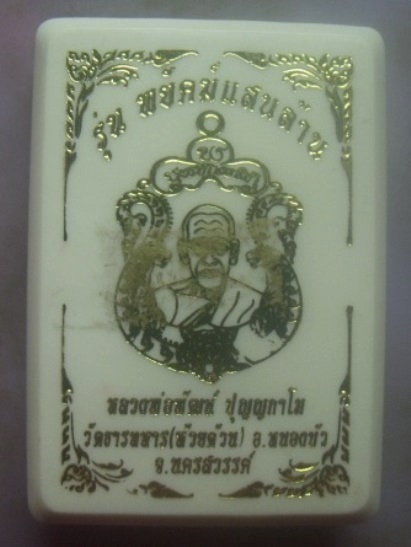 รุ่น พยัคฆ์แสนล้าน
หลวงพ่อพัฒน์ ปุญญกาโม
วัดธารทหาร(ห้วยด้วน) อ.หนองบัว
จ.นครสวรรค์